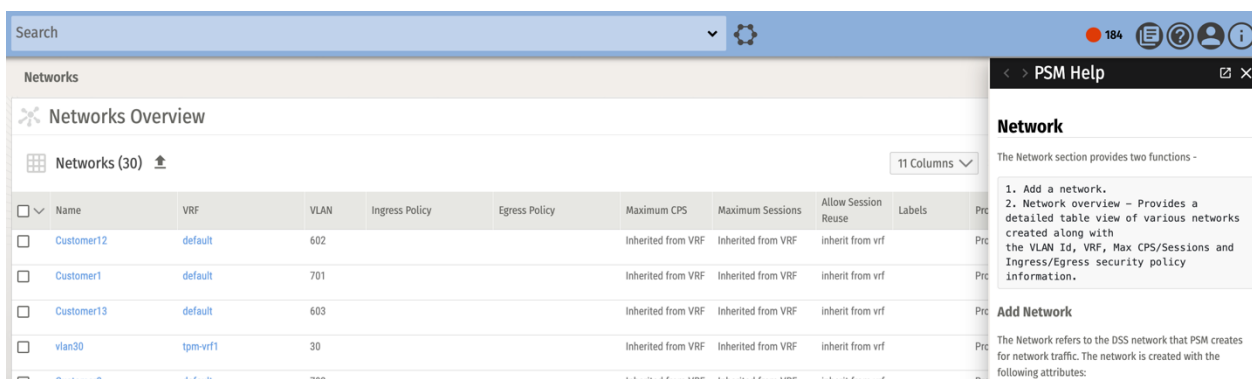 Search
184
Networks
PSM Help
Networks Overview
Networks (30)
11 Columns
Name VRF VLAN Ingress Policy Egress Policy Maximum CPS Maximum Sessions Allow Session Reuse Labels
Customer12 default 602 Inherited from VRF Inherited from VRF inherit from vrf
Customer1 default 701 Inherited from VRF Inherited from VRF inherit from vrf
Customer13 default 603 Inherited from VRF Inherited from VRF inherit from vrf
vlan30 tpm-vrf1 30 Inherited from VRF Inherited from VRF inherit from vrf
Network
The Network section provides two functions -
1. Add a network.
2. Network overview – Provides a
detailed table view of various networks
created along with
the VLAN Id, VRF, Max CPS/Sessions and
Ingress/Egress security policy
information.
Add Network
The Network refers to the DSS network that PSM creates
for network traffic. The network is created with the
following attributes: